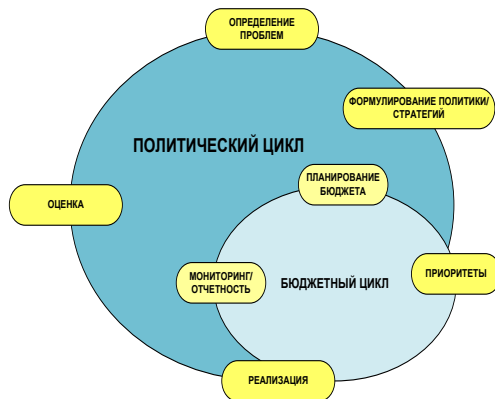 ОПРЕДЕЛЕНИЕ
ПРОБЛЕМ
ФОРМУЛИРОВАНИЕ ПОЛИТИКИ/
СТРАТЕГИЙ
ПОЛИТИЧЕСКИЙ ЦИКЛ
ПЛАНИРОВАНИЕ
БЮДЖЕТА
ОЦЕНКА
МОНИТОРИНГ/
ОТЧЕТНОСТЬ
БЮДЖЕТНЫЙ ЦИКЛ
ПРИОРИТЕТЫ
РЕАЛИЗАЦИЯ